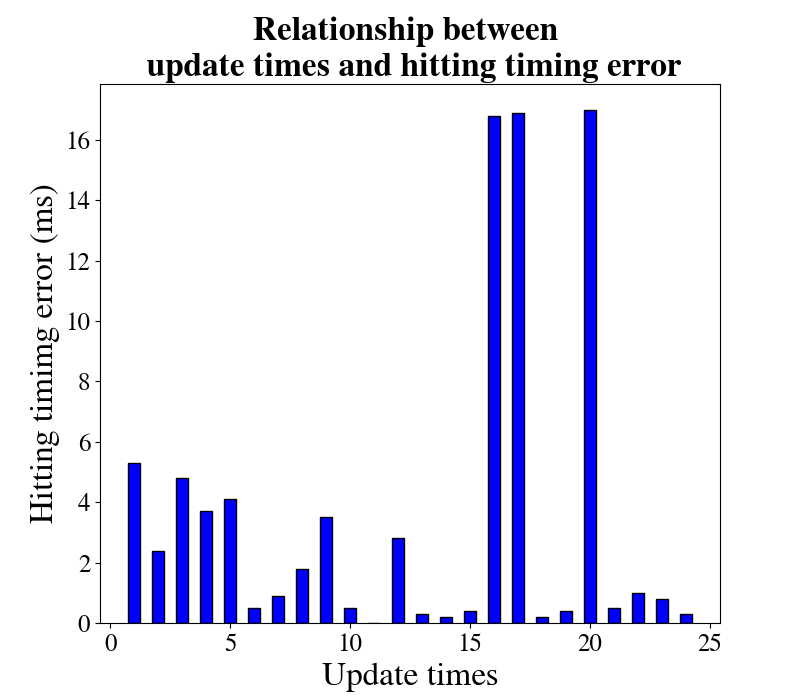 Relationship between
update times and hitting timing error
Hitting timimg error (ms)
16
14
12
10
8
6
4
2
0
0 5 10 15 20 25
Update times